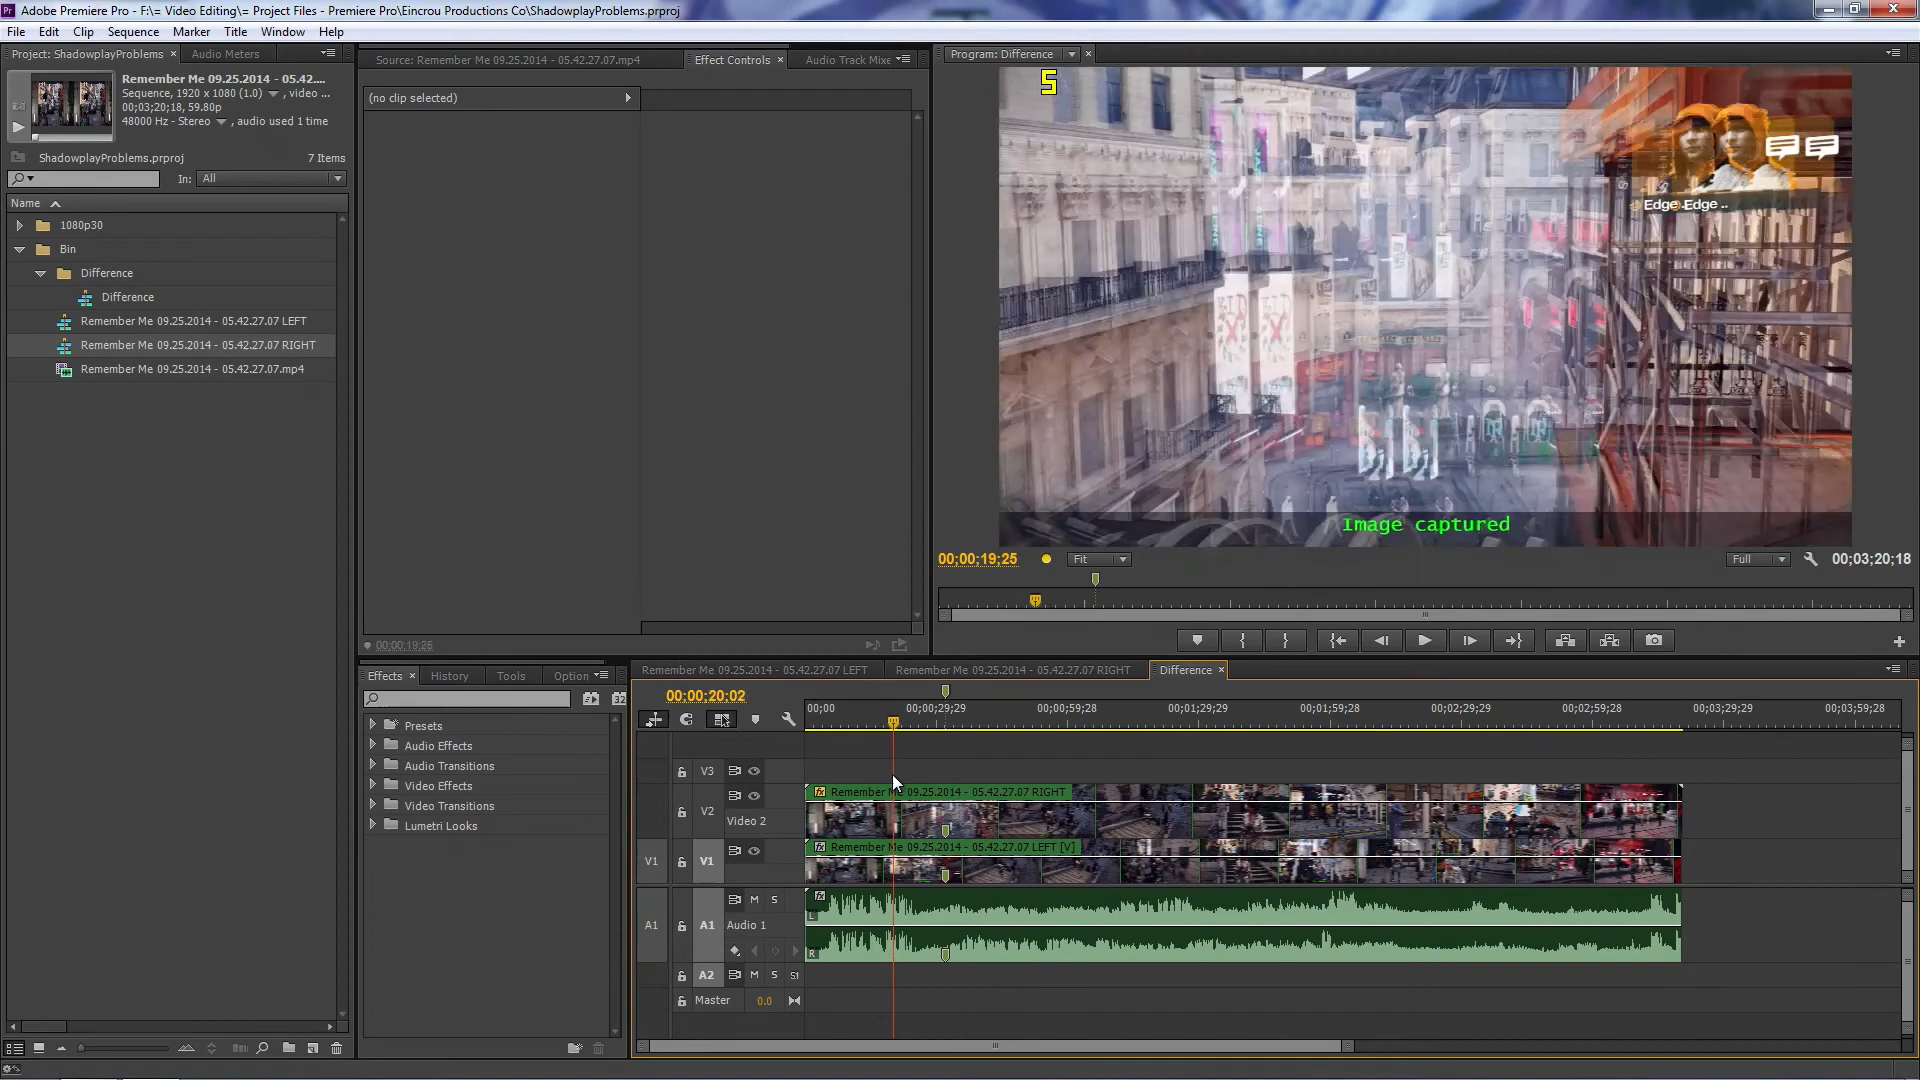 Adobe Premiere Pro - F:\= Video Editing\= Project Files - Premiere Pro\Eincrou Productions Co\ShadowplayProblems.prproj
File Edit Clip Sequence Marker Title Window Help
Project: ShadowplayProblems
Audio Meters
Remember Me 09.25.2014 - 05.42....
Sequence, 1920 x 1080 (1.0) , video ...
00;03;20;18, 59.80p
48000 Hz - Stereo , audio used 1 time
ShadowplayProblems.prproj
7 Items
In: All
Name
1080p30
Bin
Difference
Difference
Remember Me 09.25.2014 - 05.42.27.07 LEFT
Remember Me 09.25.2014 - 05.42.27.07 RIGHT
Remember Me 09.25.2014 - 05.42.27.07.mp4
Source: Remember Me 09.25.2014 - 05.42.27.07.mp4
Effect Controls
Audio Track Mixe
(no clip selected)
00;00;19;26
Program: Difference
5
Edge .Edge ..
Image captured
00;00;19;25
Fit
Full
00;03;20;18
Effects
History
Tools
Option
32
Presets
Audio Effects
Audio Transitions
Video Effects
Video Transitions
Lumetri Looks
Remember Me 09.25.2014 - 05.42.27.07 LEFT
Remember Me 09.25.2014 - 05.42.27.07 RIGHT
Difference
00;00;20;02
00;00 00;00;29;29 00;00;59;28 00;01;29;29 00;01;59;28 00;02;29;29 00;02;59;28 00;03;29;29 00;03;59;28
V3
fx Remember Me 09.25.2014 - 05.42.27.07 RIGHT
V2
Video 2
fx Remember Me 09.25.2014 - 05.42.27.07 LEFT [V]
V1 V1
M S fx
L
A1 A1 Audio 1
R
A2 M S S1
Master 0.0